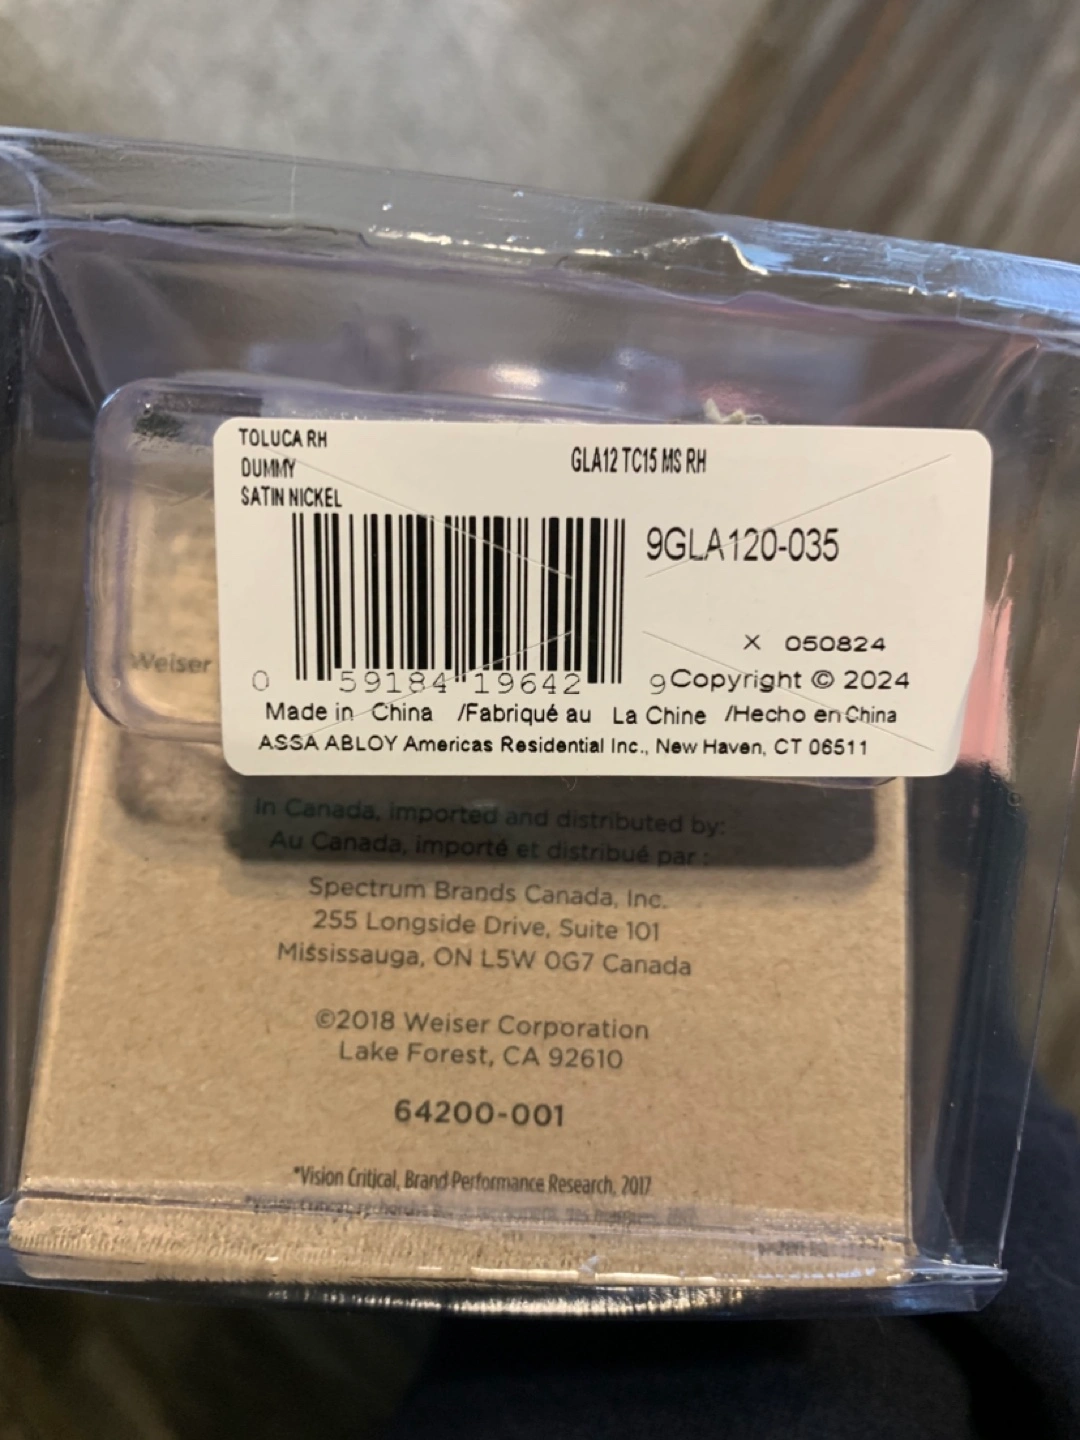 TOLUCA RH
DUMMY
SATIN NICKEL
GLA12 TC15 MS RH
9GLA120-035
X 050824
0 59184 19642 9
Copyright © 2024
Made in China /Fabriqué au La Chine /Hecho en China
ASSA ABLOY Americas Residential Inc., New Haven, CT 06511
Weiser
In Canada, imported and distributed by:
Au Canada, importé et distribué par :
Spectrum Brands Canada, Inc.
255 Longside Drive, Suite 101
Mississauga, ON L5W 0G7 Canada
©2018 Weiser Corporation
Lake Forest, CA 92610
64200-001
*Vision Critical, Brand Performance Research, 2017